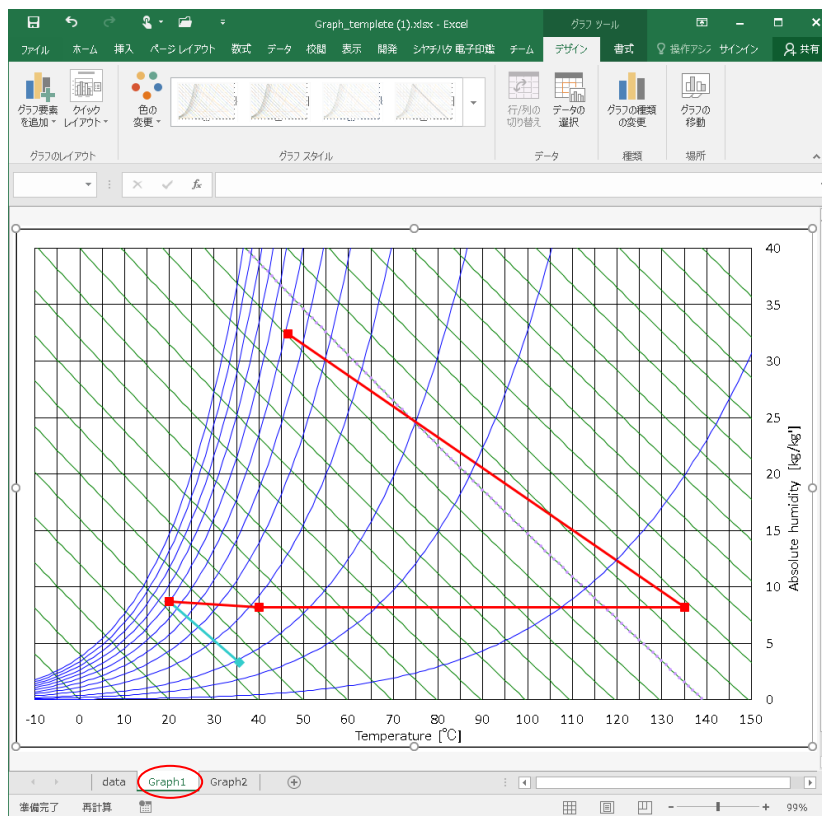 Graph_templete (1).xlsx - Excel
グラフ ツール
ファイル ホーム 挿入 ページ レイアウト 数式 データ 校閲 表示 開発 シヤチハタ 電子印鑑 チーム デザイン 書式 操作アシ サインイン 共有
グラフ要素を追加
クイックレイアウト
色の変更
行/列の切り替え
データの選択
グラフの種類の変更
グラフの移動
グラフのレイアウト グラフ スタイル データ 種類 場所
fx
40
35
30
25
20
15
10
5
0
Absolute humidity [kg/kg']
-10 0 10 20 30 40 50 60 70 80 90 100 110 120 130 140 150
Temperature [℃]
data Graph1 Graph2
準備完了 再計算 99%